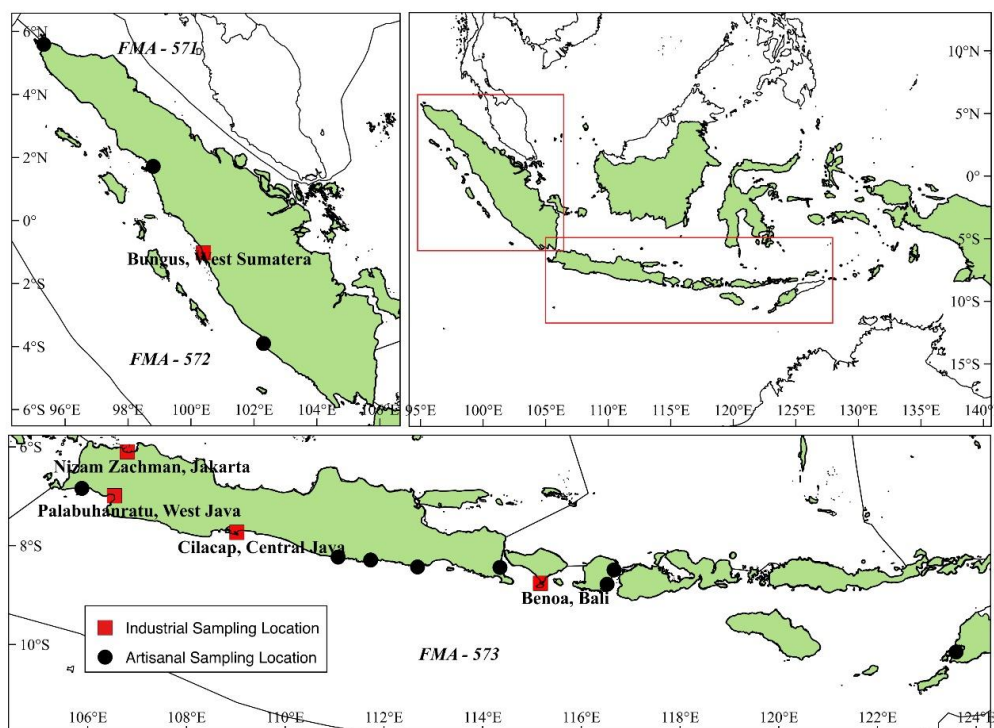 6°N
FMA - 571
4°N
2°N
0°
Bungus, West Sumatera
2°S
4°S
FMA - 572
6°S
96°E 98°E 100°E 102°E 104°E 106°E
10°N
5°N
0°
5°S
10°S
15°S
95°E 100°E 105°E 110°E 115°E 120°E 125°E 130°E 135°E 140°E
6°S
Nizam Zachman, Jakarta
Palabuhanratu, West Java
8°S
Cilacap, Central Java
Benoa, Bali
Industrial Sampling Location
Artisanal Sampling Location
10°S
FMA - 573
106°E 108°E 110°E 112°E 114°E 116°E 118°E 120°E 122°E 124°E